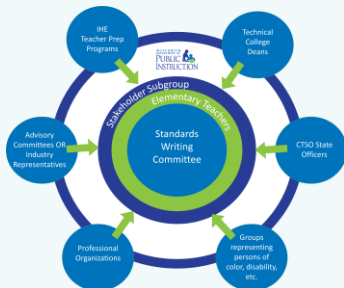 IHE
Teacher Prep
Programs
Technical
College
Deans
PUBLIC
INSTRUCTION
Stakeholder Subgroup
Elementary Teachers
Standards
Writing
Committee
Advisory
Committees OR
Industry
Representatives
CTSO State
Officers
Professional
Organizations
Groups
representing
persons of
color, disability,
etc.